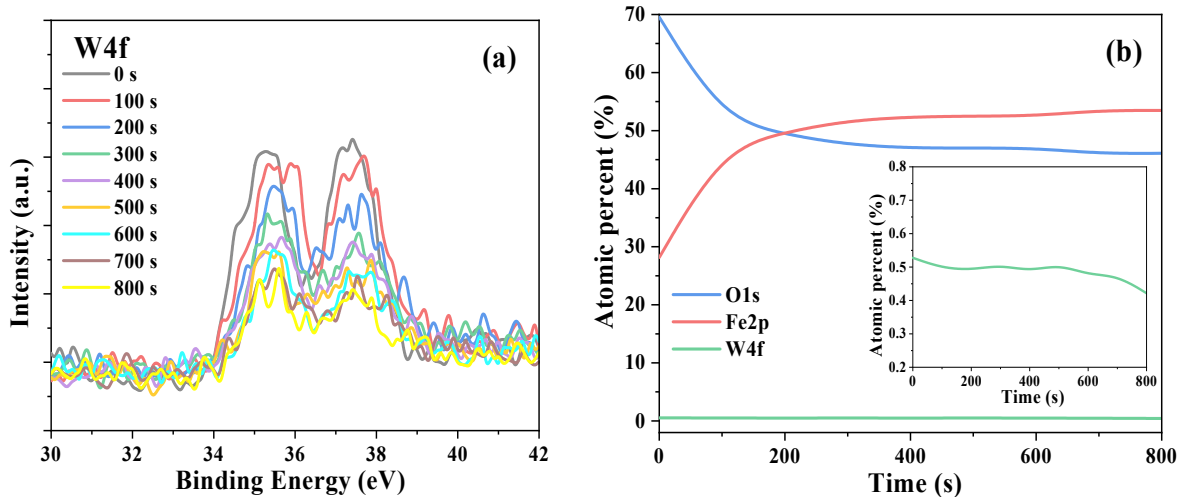 W4f
(a)
0 s
100 s
200 s
300 s
400 s
500 s
600 s
700 s
800 s
Intensity (a.u.)
30 32 34 36 38 40 42
Binding Energy (eV)
(b)
70
60
50
40
30
20
10
0
Atomic percent (%)
O1s
Fe2p
W4f
0 200 400 600 800
Time (s)
0.8
0.7
0.6
0.5
0.4
0.3
0.2
Atomic percent (%)
0 200 400 600 800
Time (s)